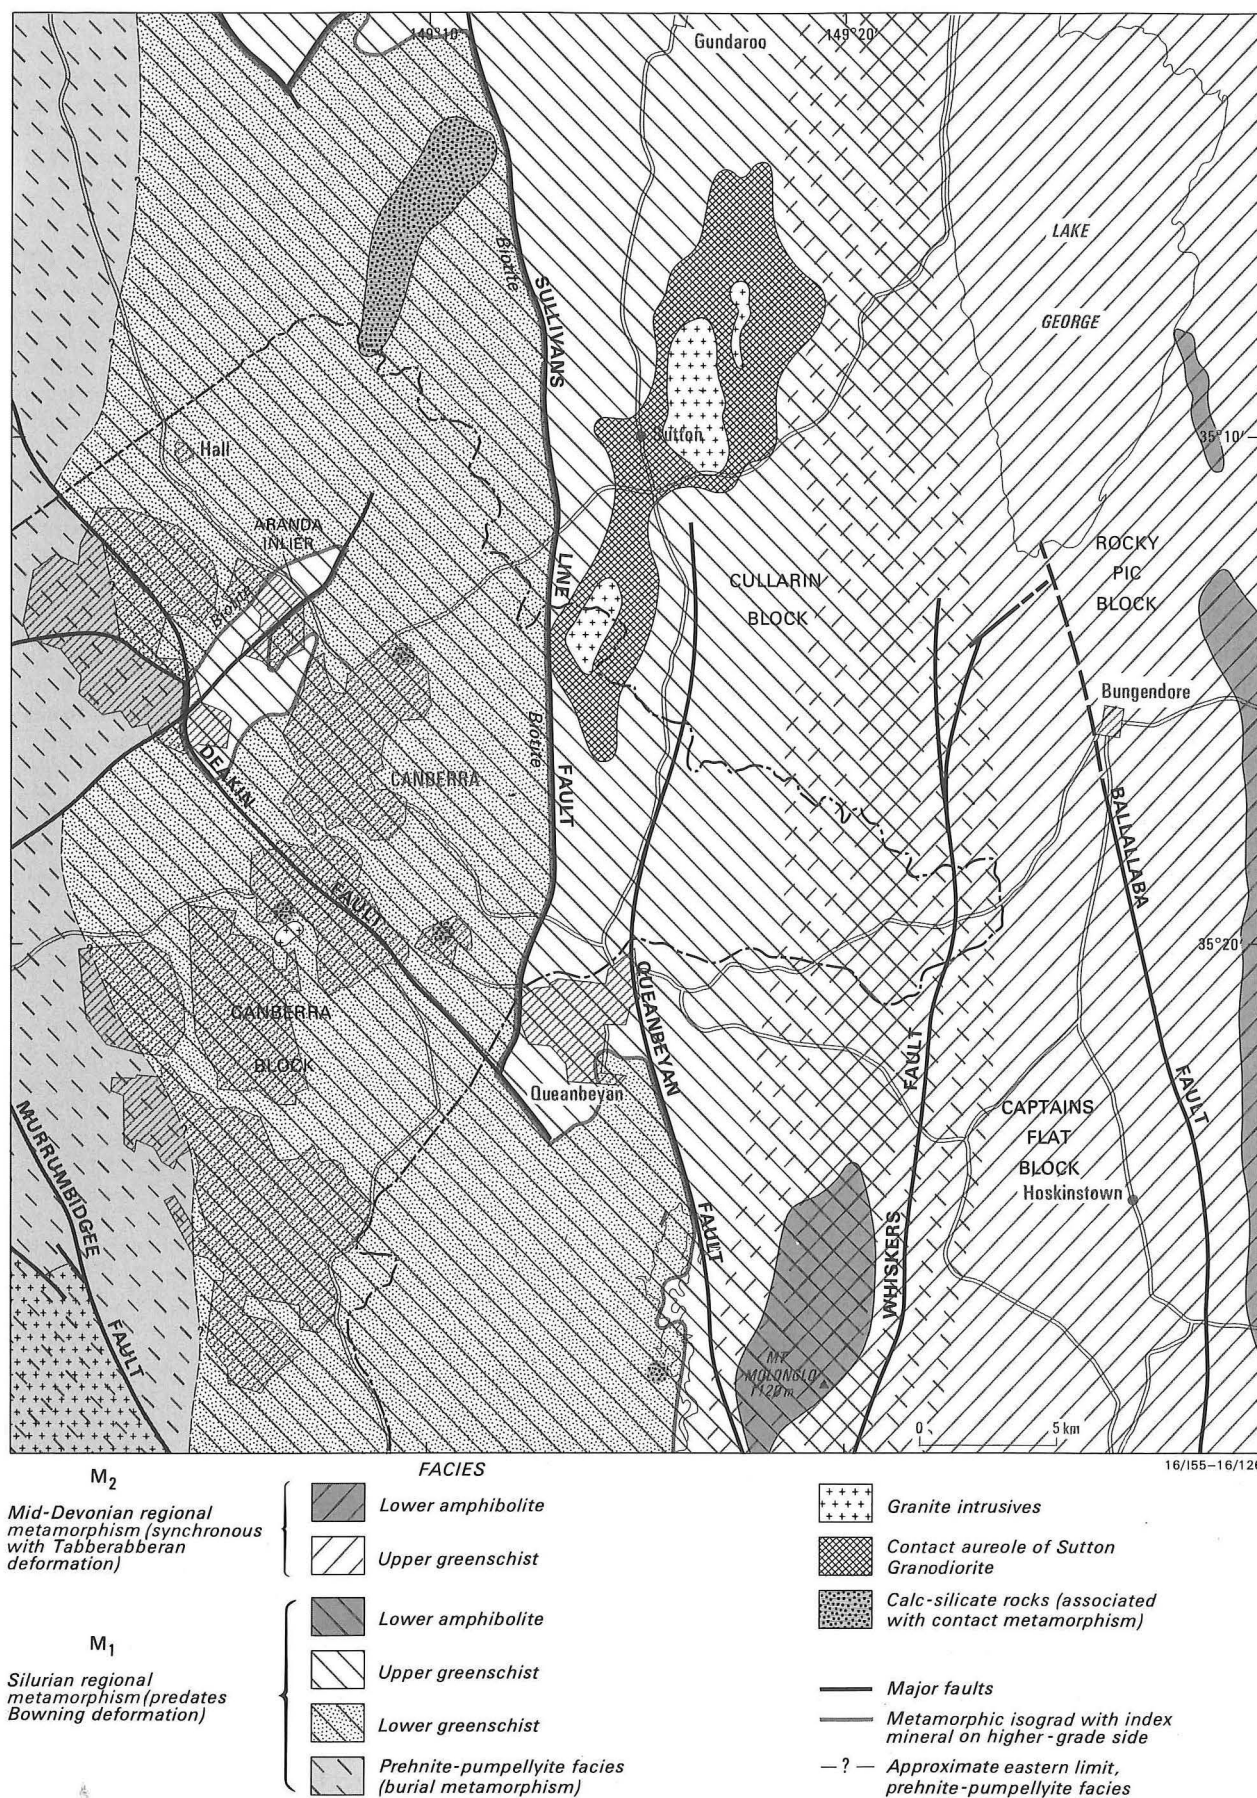 149°10'
Gundaroo
149°20'
LAKE
GEORGE
Biotite
SULLIVANS
Hall
Sutton
35°10'
ARANDA
INLIER
LINE
CULLARIN
BLOCK
ROCKY
PIC
BLOCK
Biotite
Bungendore
DEAKIN
CANBERRA
Biotite
FAULT
BALLALLABA
FAULT
35°20'
CANBERRA
BLOCK
QUEANBEYAN
FAULT
FAULT
Queanbeyan
CAPTAINS
FLAT
BLOCK
Hoskinstown
MURRUMBIDGEE
FAULT
FAULT
WHISKERS
MT
MOLONGLO
1120m
0 5 km
16/I55–16/126
M2
Mid-Devonian regional
metamorphism (synchronous
with Tabberabberan
deformation)
M1
Silurian regional
metamorphism (predates
Bowning deformation)
FACIES
Lower amphibolite
Upper greenschist
Lower amphibolite
Upper greenschist
Lower greenschist
Prehnite-pumpellyite facies
(burial metamorphism)
Granite intrusives
Contact aureole of Sutton
Granodiorite
Calc-silicate rocks (associated
with contact metamorphism)
Major faults
Metamorphic isograd with index
mineral on higher-grade side
— ? — Approximate eastern limit,
prehnite-pumpellyite facies